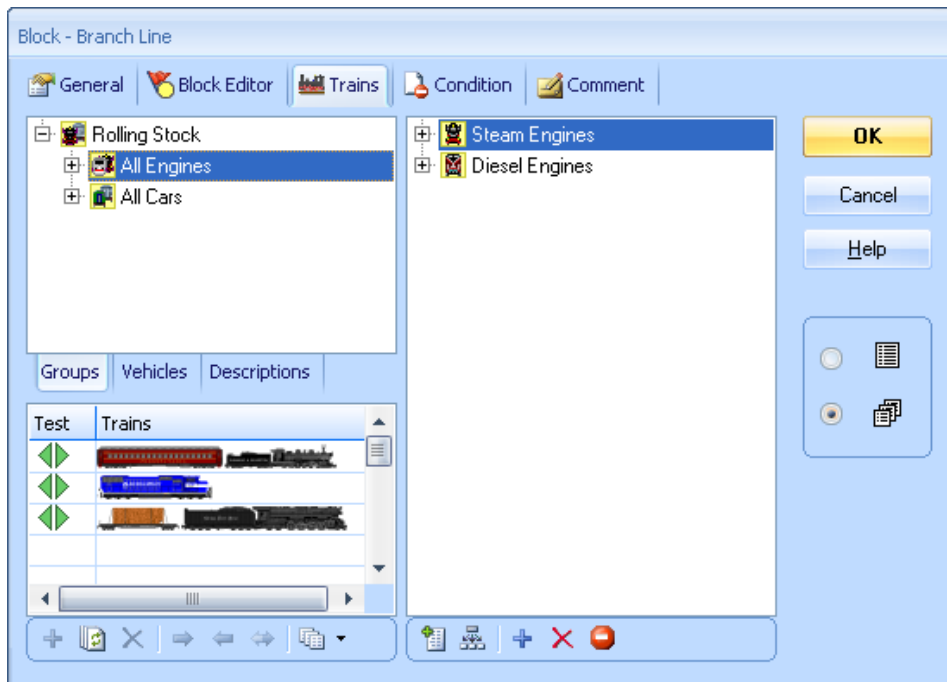 Block - Branch Line
General Block Editor Trains Condition Comment
Rolling Stock
All Engines
All Cars
Steam Engines
Diesel Engines
OK
Cancel
Help
Groups Vehicles Descriptions
Test Trains